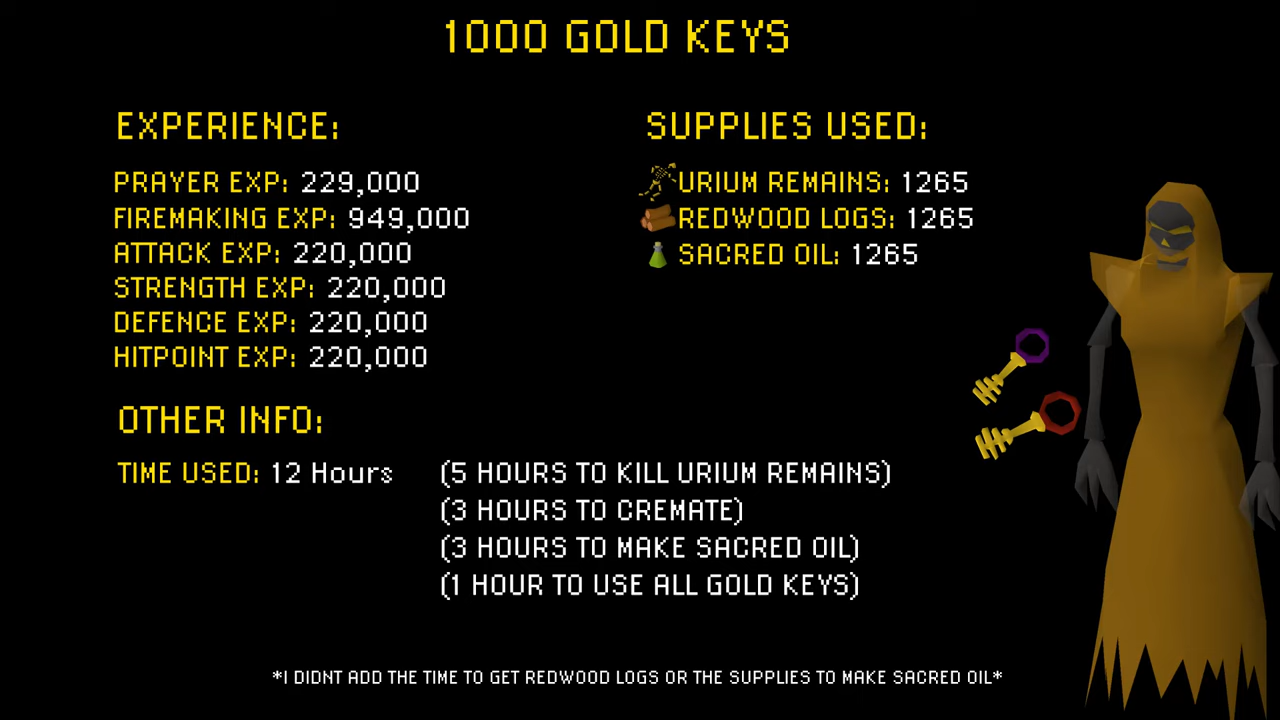 1000 GOLD KEYS
EXPERIENCE:
PRAYER EXP: 229,000
FIREMAKING EXP: 949,000
ATTACK EXP: 220,000
STRENGTH EXP: 220,000
DEFENCE EXP: 220,000
HITPOINT EXP: 220,000
SUPPLIES USED:
URIUM REMAINS: 1265
REDWOOD LOGS: 1265
SACRED OIL: 1265
OTHER INFO:
TIME USED: 12 Hours (5 HOURS TO KILL URIUM REMAINS)
(3 HOURS TO CREMATE)
(3 HOURS TO MAKE SACRED OIL)
(1 HOUR TO USE ALL GOLD KEYS)
*I DIDNT ADD THE TIME TO GET REDWOOD LOGS OR THE SUPPLIES TO MAKE SACRED OIL*